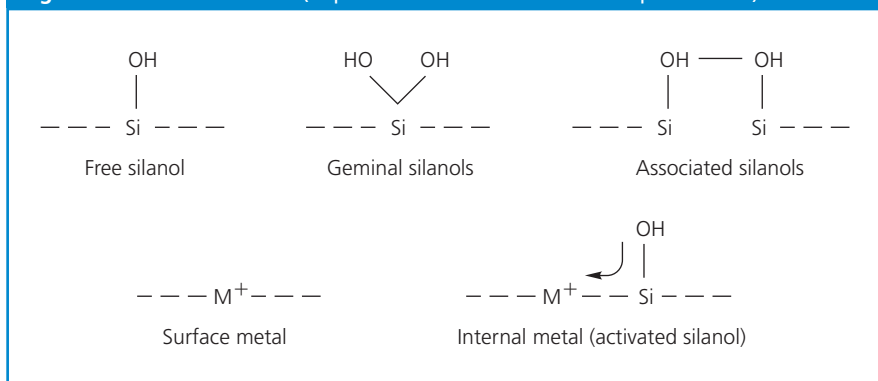 OH
HO OH
OH OH
Si
Si
Si Si
Free silanol
Geminal silanols
Associated silanols
OH
M+
M+ Si
Surface metal
Internal metal (activated silanol)